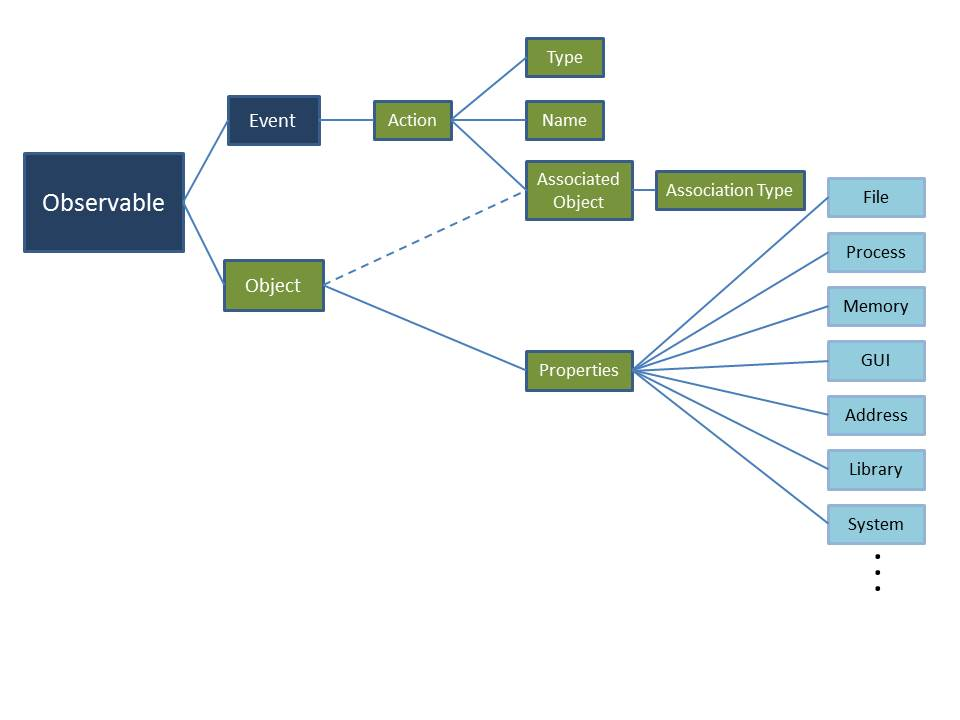 Observable
Event
Object
Action
Type
Name
Associated
Object
Association Type
Properties
File
Process
Memory
GUI
Address
Library
System